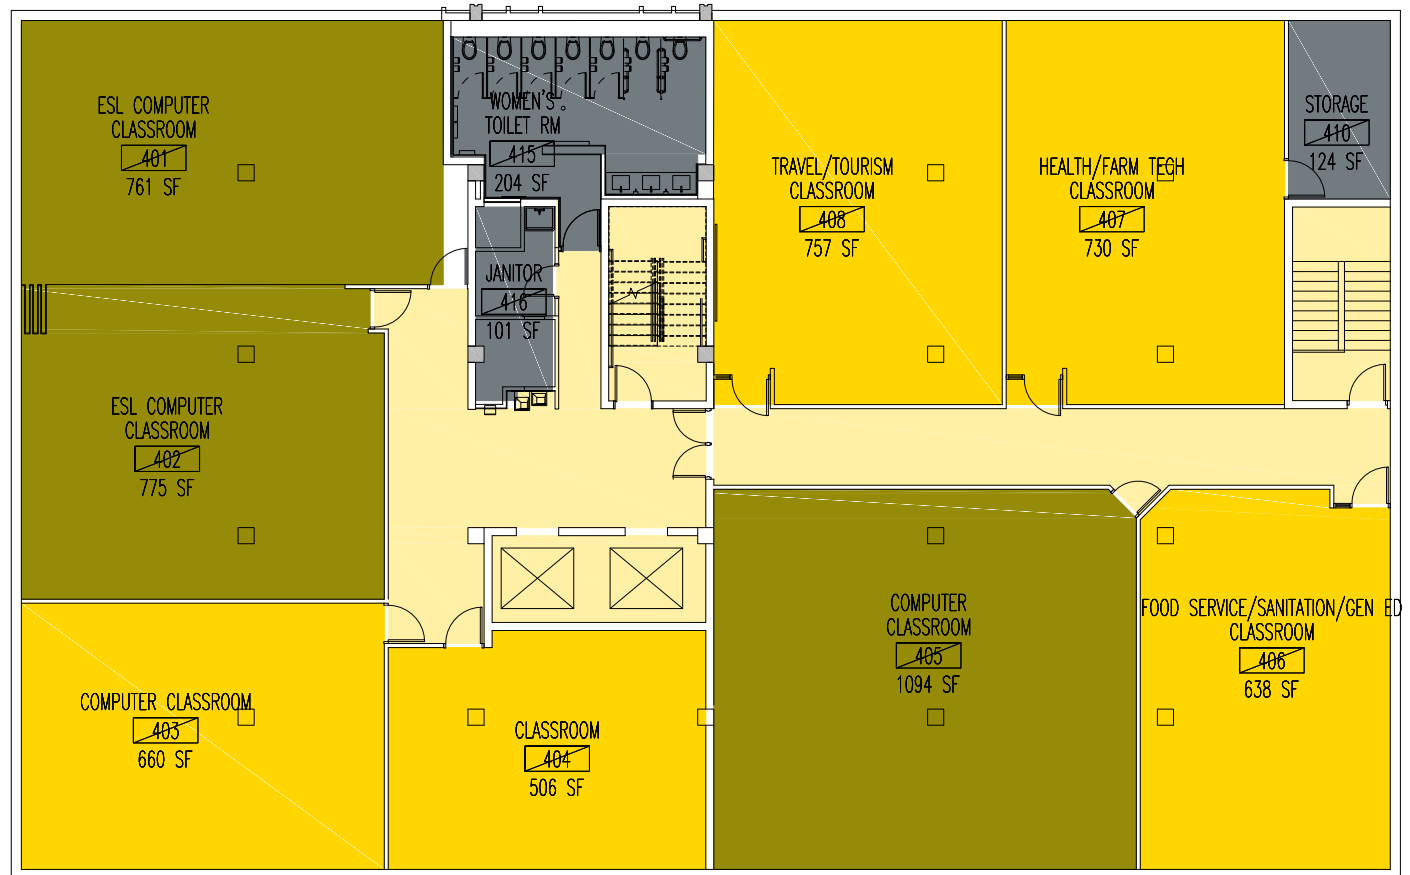 ESL COMPUTER
CLASSROOM
401
761 SF
WOMEN'S
TOILET RM
415
204 SF
TRAVEL/TOURISM
CLASSROOM
408
757 SF
HEALTH/FARM TECH
CLASSROOM
407
730 SF
STORAGE
410
124 SF
JANITOR
416
101 SF
ESL COMPUTER
CLASSROOM
402
775 SF
COMPUTER CLASSROOM
403
660 SF
CLASSROOM
404
506 SF
COMPUTER
CLASSROOM
405
1094 SF
FOOD SERVICE/SANITATION/GEN ED
CLASSROOM
406
638 SF